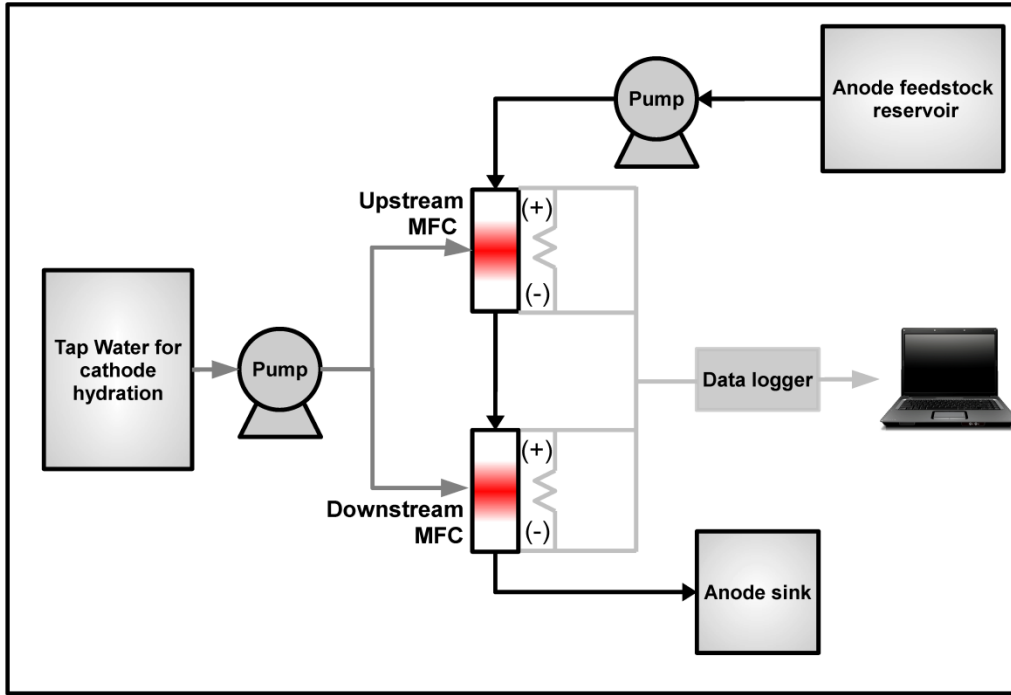 Anode feedstock
reservoir
Pump
Upstream
MFC
(+)
(-)
Tap Water for
cathode
hydration
Pump
Data logger
Downstream
MFC
(+)
(-)
Anode sink